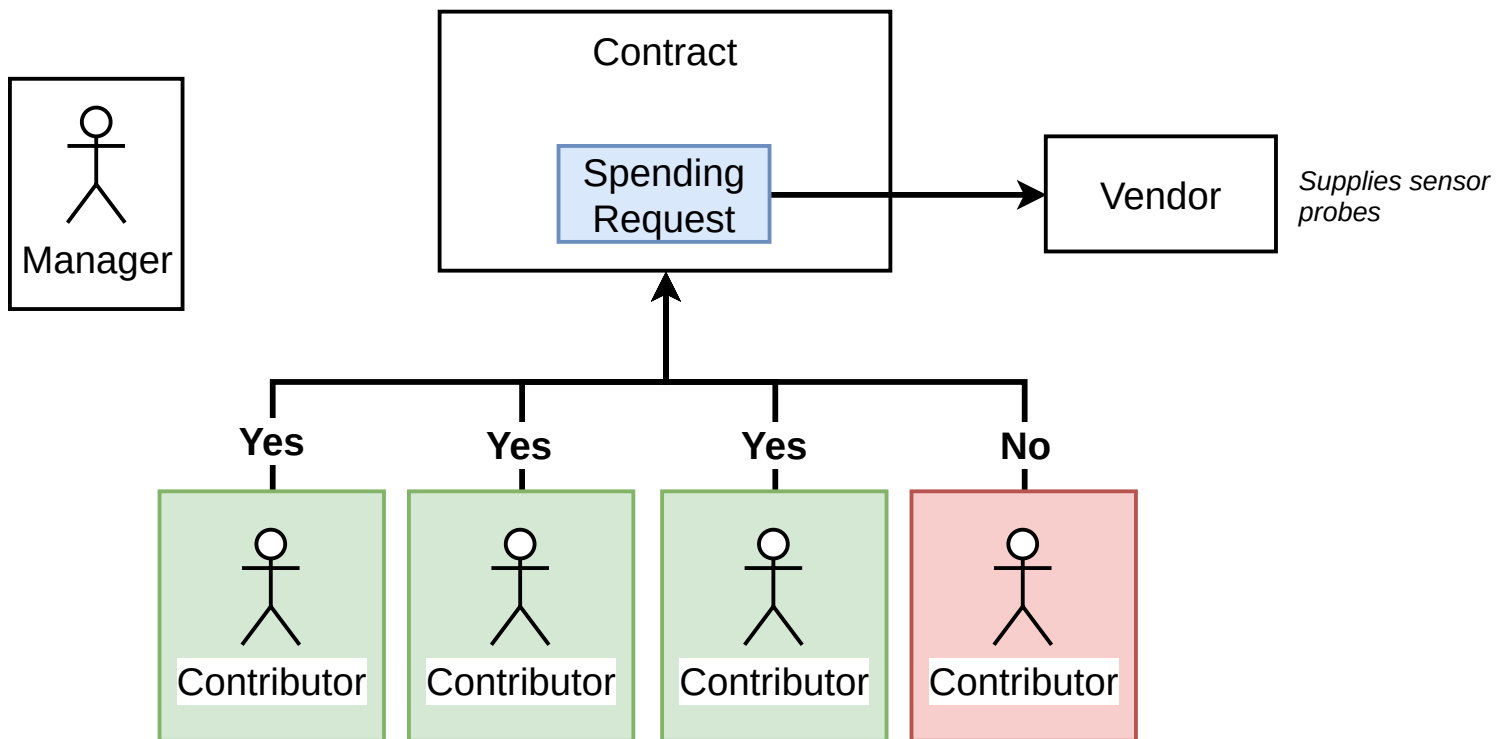 Contract
Manager
Spending
Request
Vendor
Supplies sensor
probes
Yes
Yes
Yes
No
Contributor
Contributor
Contributor
Contributor